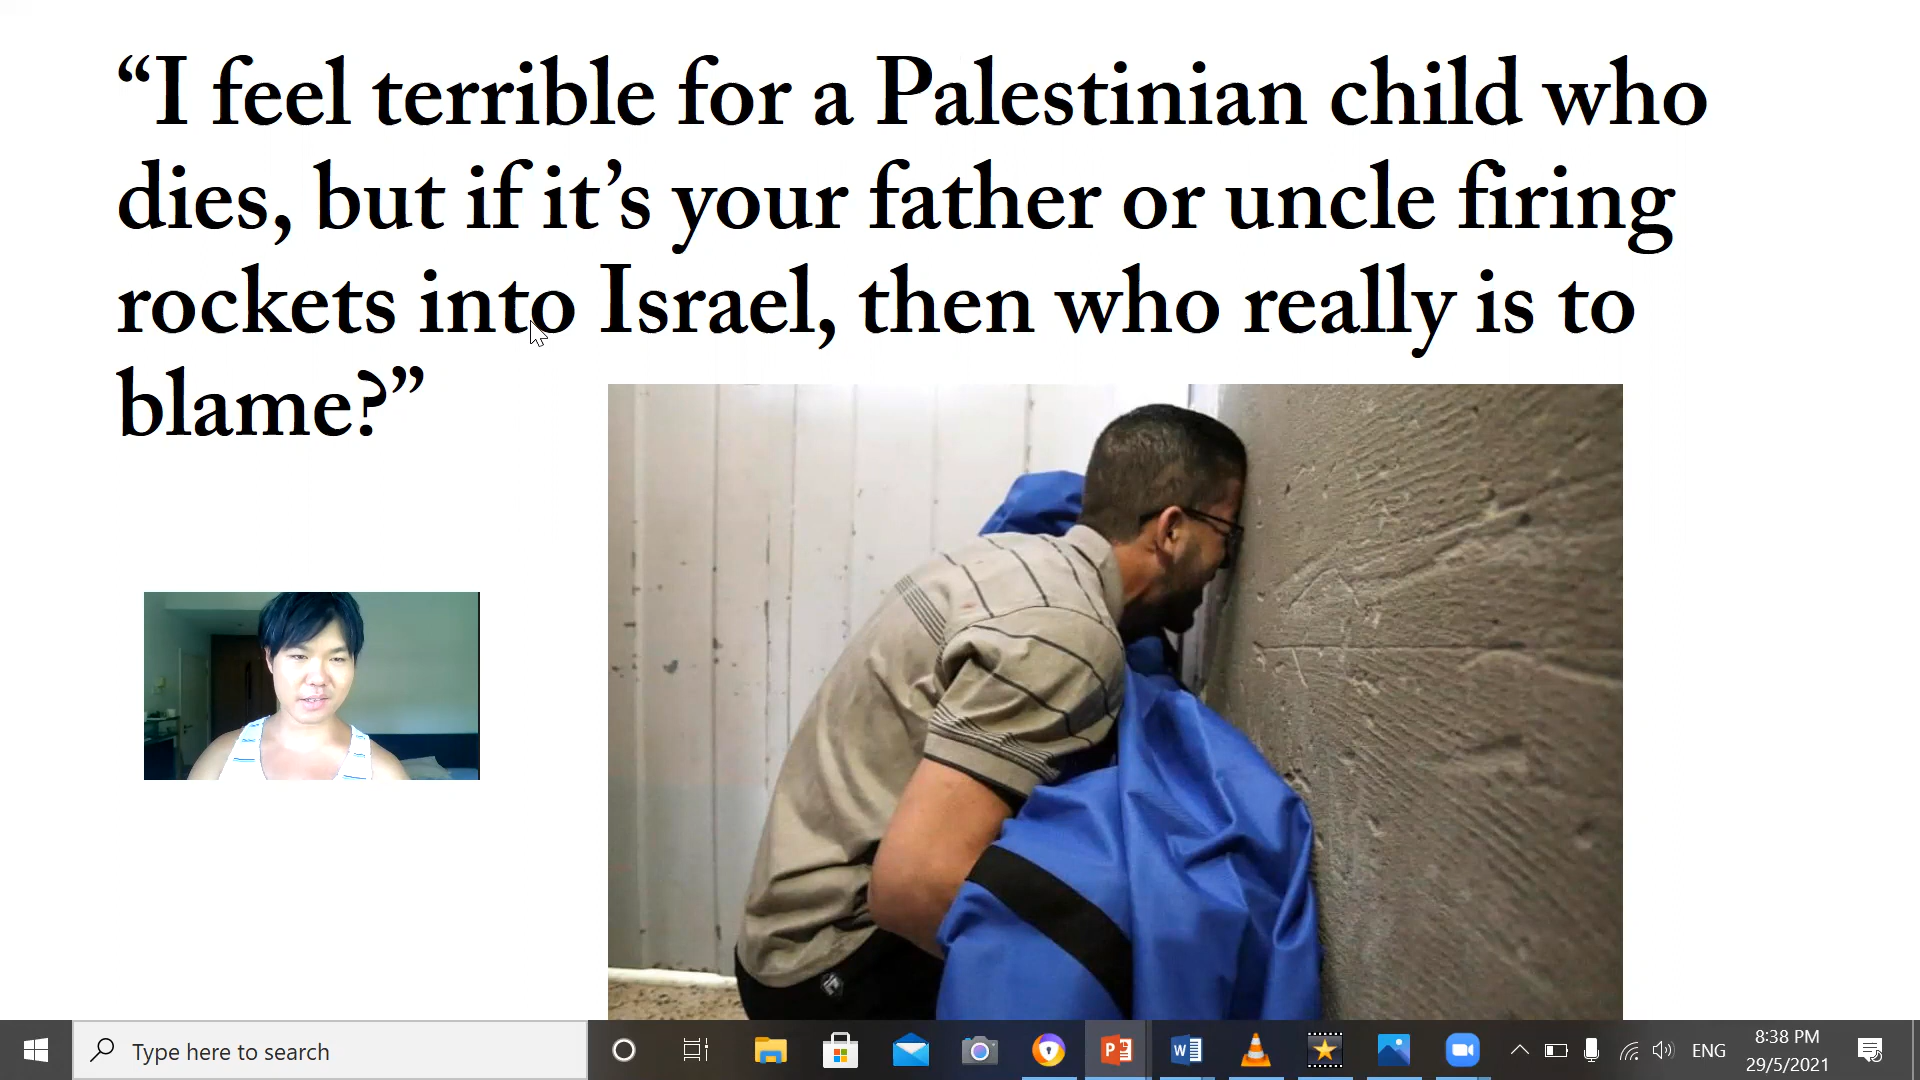 “I feel terrible for a Palestinian child who
dies, but if it’s your father or uncle firing
rockets into Israel, then who really is to
blame?”
Type here to search
ENG
8:38 PM
29/5/2021